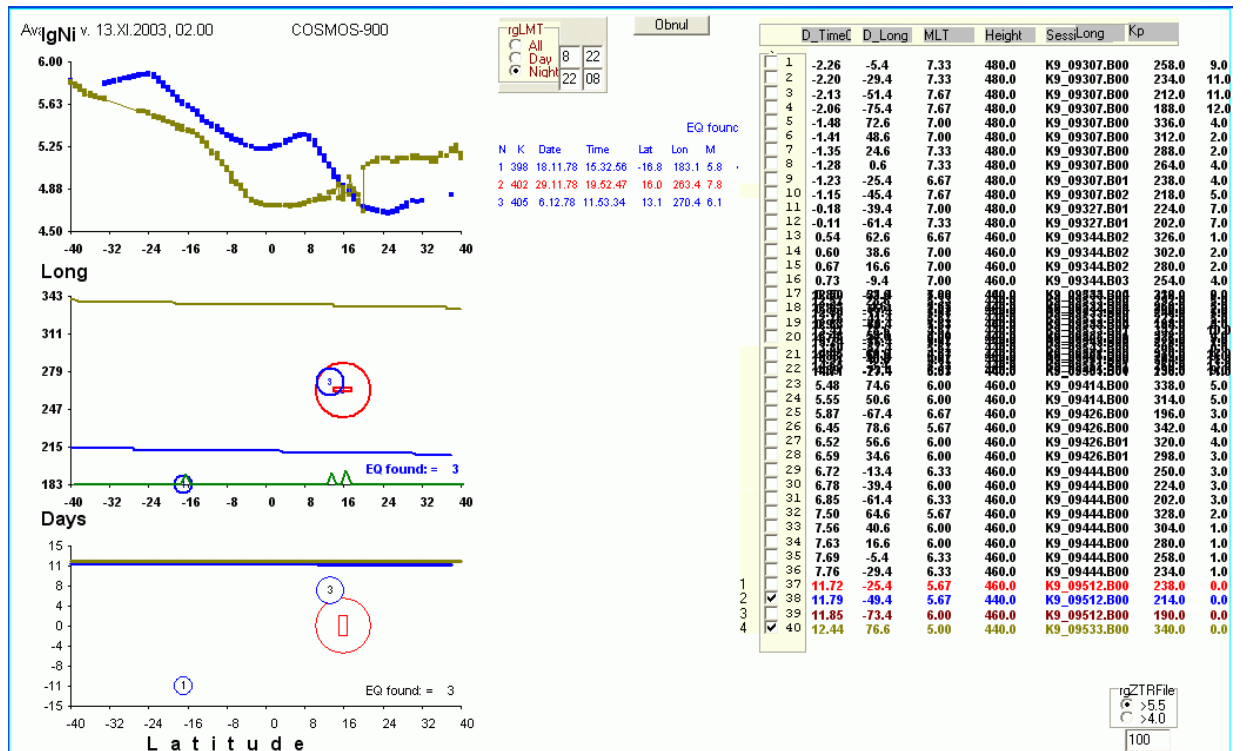 Ava v. 13.XI.2003, 02.00 COSMOS-900
lgNi
6.00
5.63
5.25
4.88
4.50
-40 -32 -24 -16 -8 0 8 16 24 32 40
Long
343
311
279
247
215
183
3
EQ found: = 3
-40 -32 -24 -16 -8 0 8 16 24 32 40
Days
15
11
7
4
0
-4
-8
-11
-15
3
1
EQ found: = 3
-40 -32 -24 -16 -8 0 8 16 24 32 40
Latitude
rgLMT
All
Day 8 22
Night 22 08
Obnul
EQ found
N K Date Time Lat Lon M
1 398 18.11.78 15.32.56 -16.8 183.1 5.8
2 402 29.11.78 19.52.47 16.0 263.4 7.8
3 405 6.12.78 11.53.34 13.1 270.4 6.1
D_Time D_Long MLT Height Sessi Long Kp
1 -2.26 -5.4 7.33 480.0 K9_09307.B00 258.0 9.0
2 -2.20 -29.4 7.33 480.0 K9_09307.B00 234.0 11.0
3 -2.13 -51.4 7.67 480.0 K9_09307.B00 212.0 11.0
4 -2.06 -75.4 7.67 480.0 K9_09307.B00 188.0 12.0
5 -1.48 72.6 7.00 480.0 K9_09307.B00 336.0 4.0
6 -1.41 48.6 7.00 480.0 K9_09307.B00 312.0 2.0
7 -1.35 24.6 7.33 480.0 K9_09307.B00 288.0 2.0
8 -1.28 0.6 7.33 480.0 K9_09307.B00 264.0 4.0
9 -1.23 -25.4 6.67 480.0 K9_09307.B01 238.0 4.0
10 -1.15 -45.4 7.67 480.0 K9_09307.B02 218.0 5.0
11 -0.18 -39.4 7.00 480.0 K9_09327.B01 224.0 7.0
12 -0.11 -61.4 7.33 480.0 K9_09327.B01 202.0 7.0
13 0.54 62.6 6.67 460.0 K9_09344.B02 326.0 1.0
14 0.60 38.6 7.00 460.0 K9_09344.B02 302.0 2.0
15 0.67 16.6 7.00 460.0 K9_09344.B02 280.0 2.0
16 0.73 -9.4 7.00 460.0 K9_09344.B03 254.0 4.0
17
18
19
20
21
22
23 5.48 74.6 6.00 460.0 K9_09414.B00 338.0 5.0
24 5.55 50.6 6.00 460.0 K9_09414.B00 314.0 5.0
25 5.87 -67.4 6.67 460.0 K9_09426.B00 196.0 3.0
26 6.45 78.6 5.67 460.0 K9_09426.B00 342.0 4.0
27 6.52 56.6 6.00 460.0 K9_09426.B01 320.0 4.0
28 6.59 34.6 6.00 460.0 K9_09426.B01 298.0 3.0
29 6.72 -13.4 6.33 460.0 K9_09444.B00 250.0 3.0
30 6.78 -39.4 6.00 460.0 K9_09444.B00 224.0 3.0
31 6.85 -61.4 6.33 460.0 K9_09444.B00 202.0 3.0
32 7.50 64.6 5.67 460.0 K9_09444.B00 328.0 2.0
33 7.56 40.6 6.00 460.0 K9_09444.B00 304.0 1.0
34 7.63 16.6 6.00 460.0 K9_09444.B00 280.0 1.0
35 7.69 -5.4 6.33 460.0 K9_09444.B00 258.0 1.0
36 7.76 -29.4 6.33 460.0 K9_09444.B00 234.0 1.0
1 37 11.72 -25.4 5.67 460.0 K9_09512.B00 238.0 0.0
2 38 11.79 -49.4 5.67 440.0 K9_09512.B00 214.0 0.0
3 39 11.85 -73.4 6.00 460.0 K9_09512.B00 190.0 0.0
4 40 12.44 76.6 5.00 440.0 K9_09533.B00 340.0 0.0
rgZTRFile
>5.5
>4.0
100